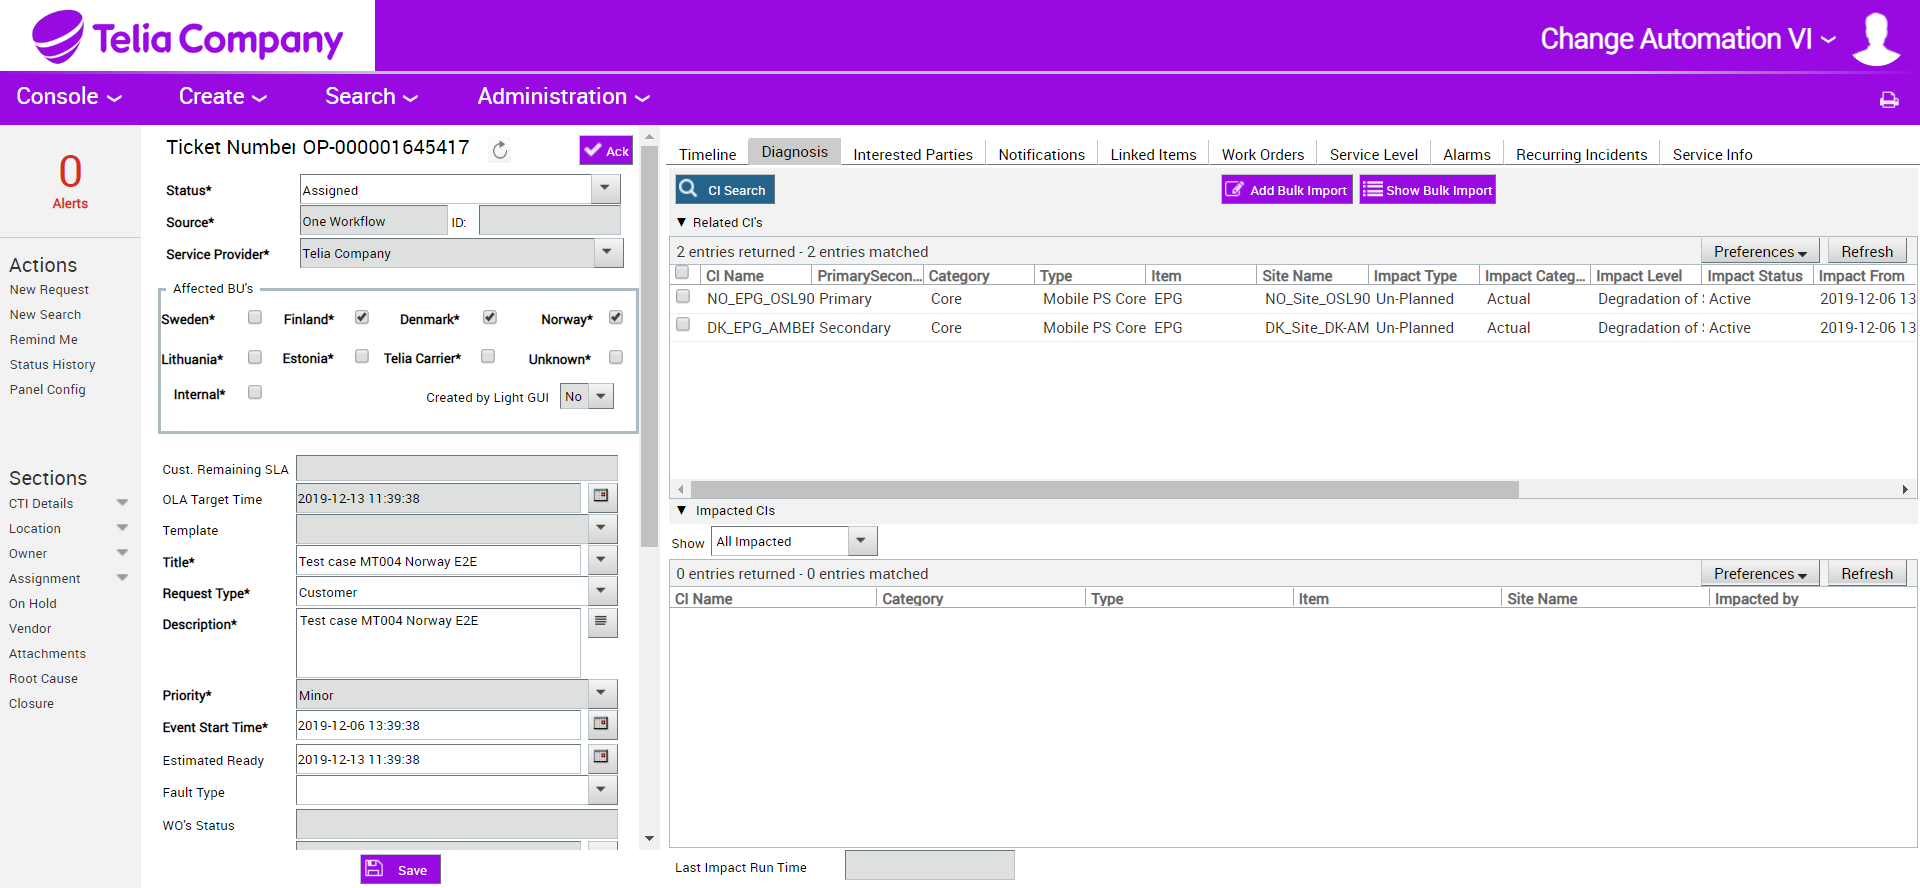 Telia Company
Change Automation VI
Console Create Search Administration
0
Alerts
Actions
New Request
New Search
Remind Me
Status History
Panel Config
Sections
CTI Details
Location
Owner
Assignment
On Hold
Vendor
Attachments
Root Cause
Closure
Ticket Number OP-000001645417 Ack
Status* Assigned
Source* One Workflow ID:
Service Provider* Telia Company
Affected BU's
Sweden* Finland* Denmark* Norway*
Lithuania* Estonia* Telia Carrier* Unknown*
Internal* Created by Light GUI No
Cust. Remaining SLA
OLA Target Time 2019-12-13 11:39:38
Template
Title* Test case MT004 Norway E2E
Request Type* Customer
Description* Test case MT004 Norway E2E
Priority* Minor
Event Start Time* 2019-12-06 13:39:38
Estimated Ready 2019-12-13 11:39:38
Fault Type
WO's Status
Save
Timeline Diagnosis Interested Parties Notifications Linked Items Work Orders Service Level Alarms Recurring Incidents Service Info
CI Search Add Bulk Import Show Bulk Import
Related CI's
2 entries returned - 2 entries matched Preferences Refresh
CI Name PrimarySecon... Category Type Item Site Name Impact Type Impact Categ... Impact Level Impact Status Impact From
NO_EPG_OSL90 Primary Core Mobile PS Core EPG NO_Site_OSL90 Un-Planned Actual Degradation of Active 2019-12-06 13
DK_EPG_AMBER Secondary Core Mobile PS Core EPG DK_Site_DK-AM Un-Planned Actual Degradation of Active 2019-12-06 13
Impacted CIs
Show All Impacted
0 entries returned - 0 entries matched Preferences Refresh
CI Name Category Type Item Site Name Impacted by
Last Impact Run Time